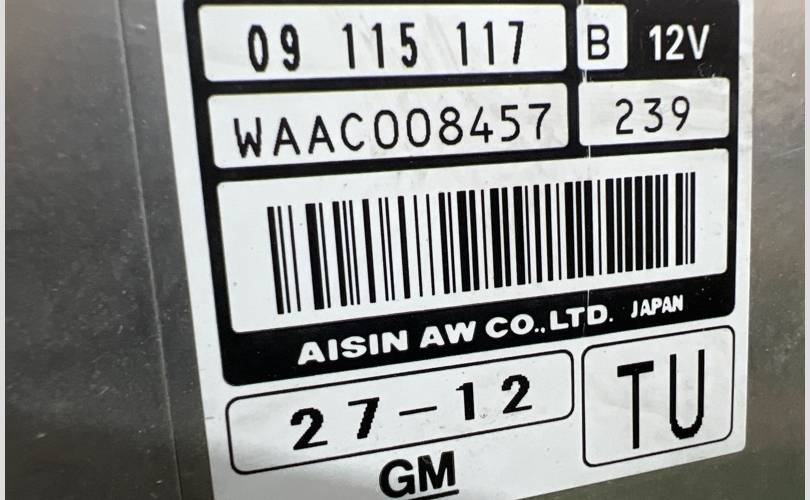 09 115 117 B 12V
WAAC008457 239
AISIN AW CO.,LTD. JAPAN
27-12 TU
GM